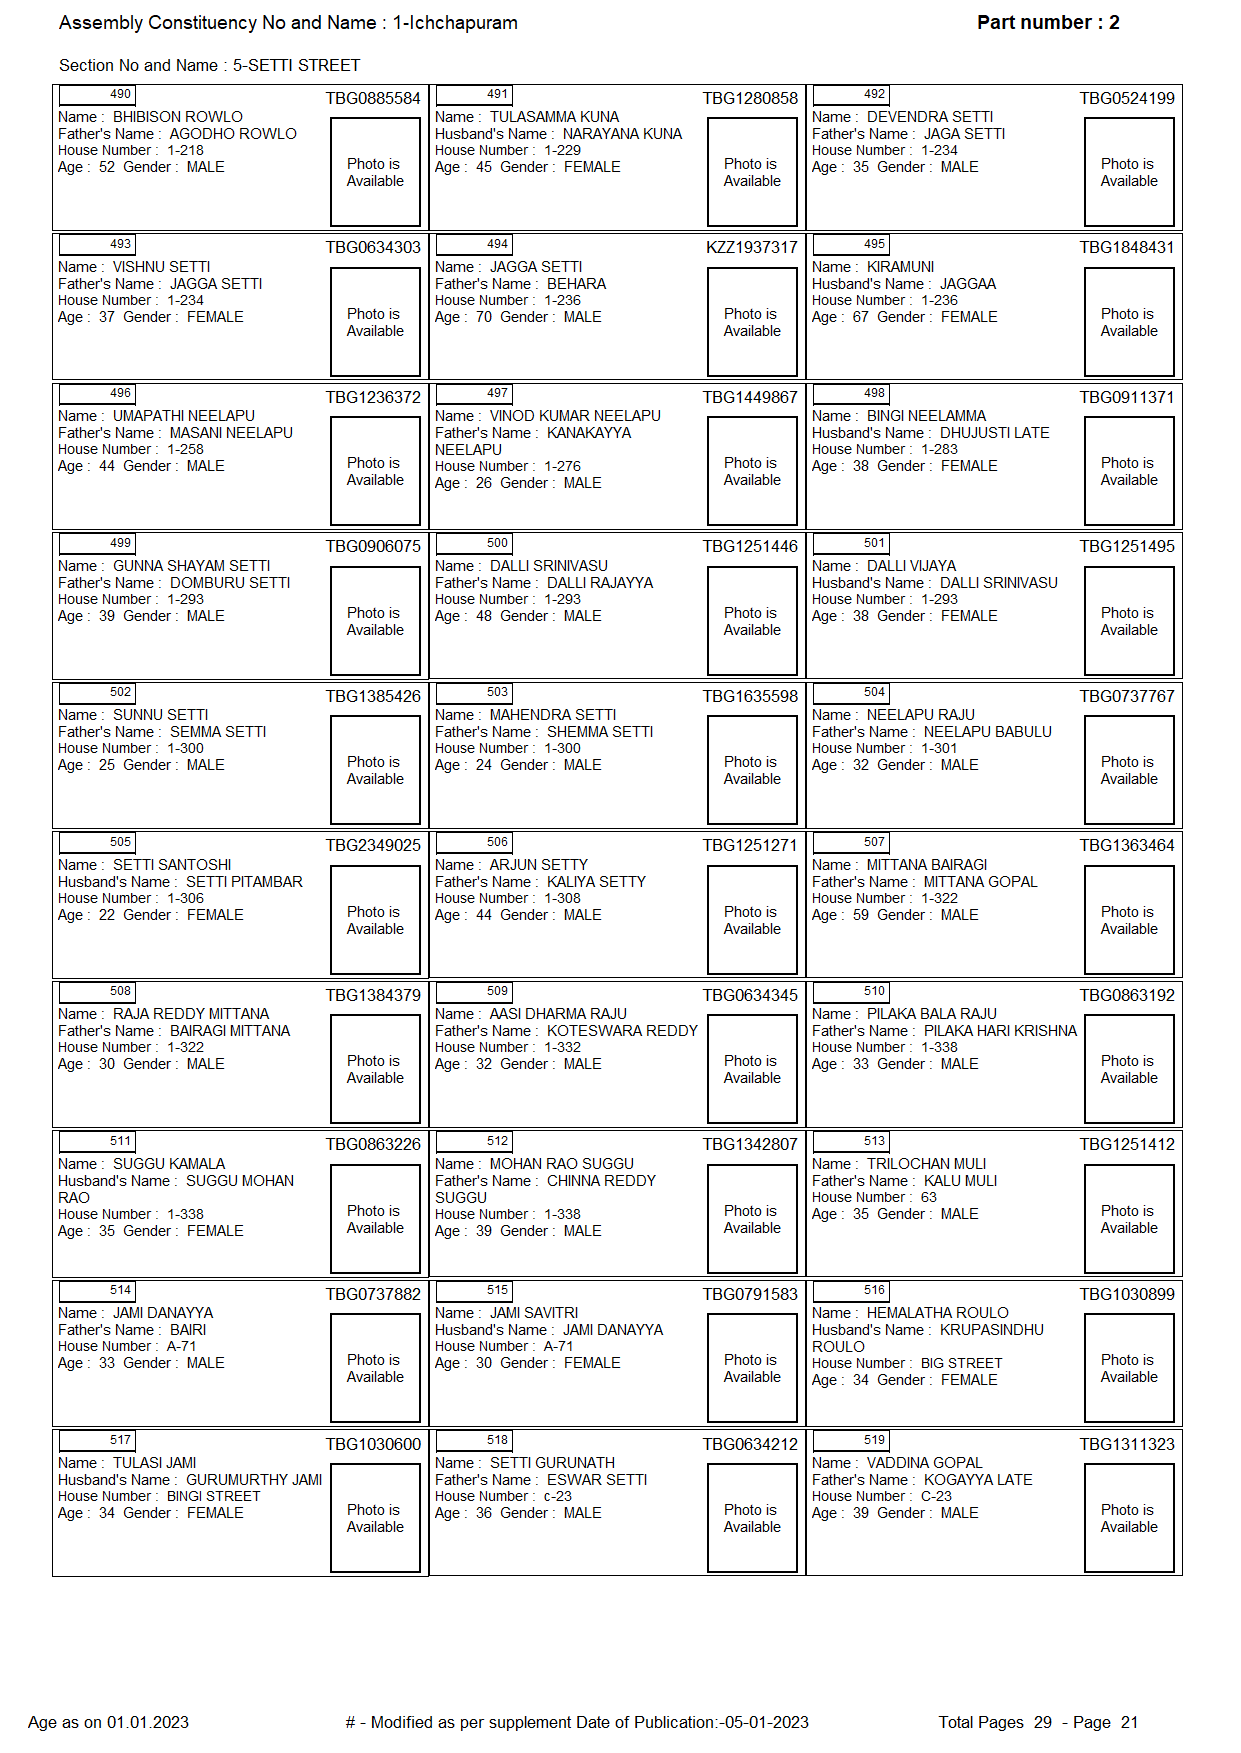 Assembly Constituency No and Name : 1-Ichchapuram
Part number : 2
Section No and Name : 5-SETTI STREET
490
TBG0885584
Name : BHIBISON ROWLO
Father's Name : AGODHO ROWLO
House Number : 1-218
Age : 52 Gender : MALE
Photo is
Available
491
TBG1280858
Name : TULASAMMA KUNA
Husband's Name : NARAYANA KUNA
House Number : 1-229
Age : 45 Gender : FEMALE
Photo is
Available
492
TBG0524199
Name : DEVENDRA SETTI
Father's Name : JAGA SETTI
House Number : 1-234
Age : 35 Gender : MALE
Photo is
Available
493
TBG0634303
Name : VISHNU SETTI
Father's Name : JAGGA SETTI
House Number : 1-234
Age : 37 Gender : FEMALE
Photo is
Available
494
KZZ1937317
Name : JAGGA SETTI
Father's Name : BEHARA
House Number : 1-236
Age : 70 Gender : MALE
Photo is
Available
495
TBG1848431
Name : KIRAMUNI
Husband's Name : JAGGAA
House Number : 1-236
Age : 67 Gender : FEMALE
Photo is
Available
496
TBG1236372
Name : UMAPATHI NEELAPU
Father's Name : MASANI NEELAPU
House Number : 1-258
Age : 44 Gender : MALE
Photo is
Available
497
TBG1449867
Name : VINOD KUMAR NEELAPU
Father's Name : KANAKAYYA
NEELAPU
House Number : 1-276
Age : 26 Gender : MALE
Photo is
Available
498
TBG0911371
Name : BINGI NEELAMMA
Husband's Name : DHUJUSTI LATE
House Number : 1-283
Age : 38 Gender : FEMALE
Photo is
Available
499
TBG0906075
Name : GUNNA SHAYAM SETTI
Father's Name : DOMBURU SETTI
House Number : 1-293
Age : 39 Gender : MALE
Photo is
Available
500
TBG1251446
Name : DALLI SRINIVASU
Father's Name : DALLI RAJAYYA
House Number : 1-293
Age : 48 Gender : MALE
Photo is
Available
501
TBG1251495
Name : DALLI VIJAYA
Husband's Name : DALLI SRINIVASU
House Number : 1-293
Age : 38 Gender : FEMALE
Photo is
Available
502
TBG1385426
Name : SUNNU SETTI
Father's Name : SEMMA SETTI
House Number : 1-300
Age : 25 Gender : MALE
Photo is
Available
503
TBG1635598
Name : MAHENDRA SETTI
Father's Name : SHEMMA SETTI
House Number : 1-300
Age : 24 Gender : MALE
Photo is
Available
504
TBG0737767
Name : NEELAPU RAJU
Father's Name : NEELAPU BABULU
House Number : 1-301
Age : 32 Gender : MALE
Photo is
Available
505
TBG2349025
Name : SETTI SANTOSHI
Husband's Name : SETTI PITAMBAR
House Number : 1-306
Age : 22 Gender : FEMALE
Photo is
Available
506
TBG1251271
Name : ARJUN SETTY
Father's Name : KALIYA SETTY
House Number : 1-308
Age : 44 Gender : MALE
Photo is
Available
507
TBG1363464
Name : MITTANA BAIRAGI
Father's Name : MITTANA GOPAL
House Number : 1-322
Age : 59 Gender : MALE
Photo is
Available
508
TBG1384379
Name : RAJA REDDY MITTANA
Father's Name : BAIRAGI MITTANA
House Number : 1-322
Age : 30 Gender : MALE
Photo is
Available
509
TBG0634345
Name : AASI DHARMA RAJU
Father's Name : KOTESWARA REDDY
House Number : 1-332
Age : 32 Gender : MALE
Photo is
Available
510
TBG0863192
Name : PILAKA BALA RAJU
Father's Name : PILAKA HARI KRISHNA
House Number : 1-338
Age : 33 Gender : MALE
Photo is
Available
511
TBG0863226
Name : SUGGU KAMALA
Husband's Name : SUGGU MOHAN
RAO
House Number : 1-338
Age : 35 Gender : FEMALE
Photo is
Available
512
TBG1342807
Name : MOHAN RAO SUGGU
Father's Name : CHINNA REDDY
SUGGU
House Number : 1-338
Age : 39 Gender : MALE
Photo is
Available
513
TBG1251412
Name : TRILOCHAN MULI
Father's Name : KALU MULI
House Number : 63
Age : 35 Gender : MALE
Photo is
Available
514
TBG0737882
Name : JAMI DANAYYA
Father's Name : BAIRI
House Number : A-71
Age : 33 Gender : MALE
Photo is
Available
515
TBG0791583
Name : JAMI SAVITRI
Husband's Name : JAMI DANAYYA
House Number : A-71
Age : 30 Gender : FEMALE
Photo is
Available
516
TBG1030899
Name : HEMALATHA ROULO
Husband's Name : KRUPASINDHU
ROULO
House Number : BIG STREET
Age : 34 Gender : FEMALE
Photo is
Available
517
TBG1030600
Name : TULASI JAMI
Husband's Name : GURUMURTHY JAMI
House Number : BINGI STREET
Age : 34 Gender : FEMALE
Photo is
Available
518
TBG0634212
Name : SETTI GURUNATH
Father's Name : ESWAR SETTI
House Number : c-23
Age : 36 Gender : MALE
Photo is
Available
519
TBG1311323
Name : VADDINA GOPAL
Father's Name : KOGAYYA LATE
House Number : C-23
Age : 39 Gender : MALE
Photo is
Available
Age as on 01.01.2023
# - Modified as per supplement Date of Publication:-05-01-2023
Total Pages 29 - Page 21